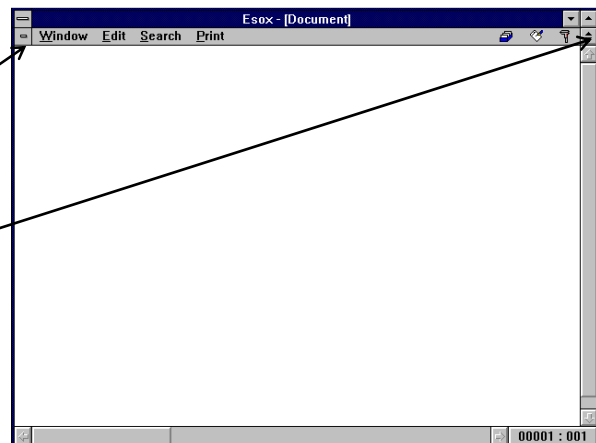 Esox - [Document]
Window Edit Search Print
00001 : 001